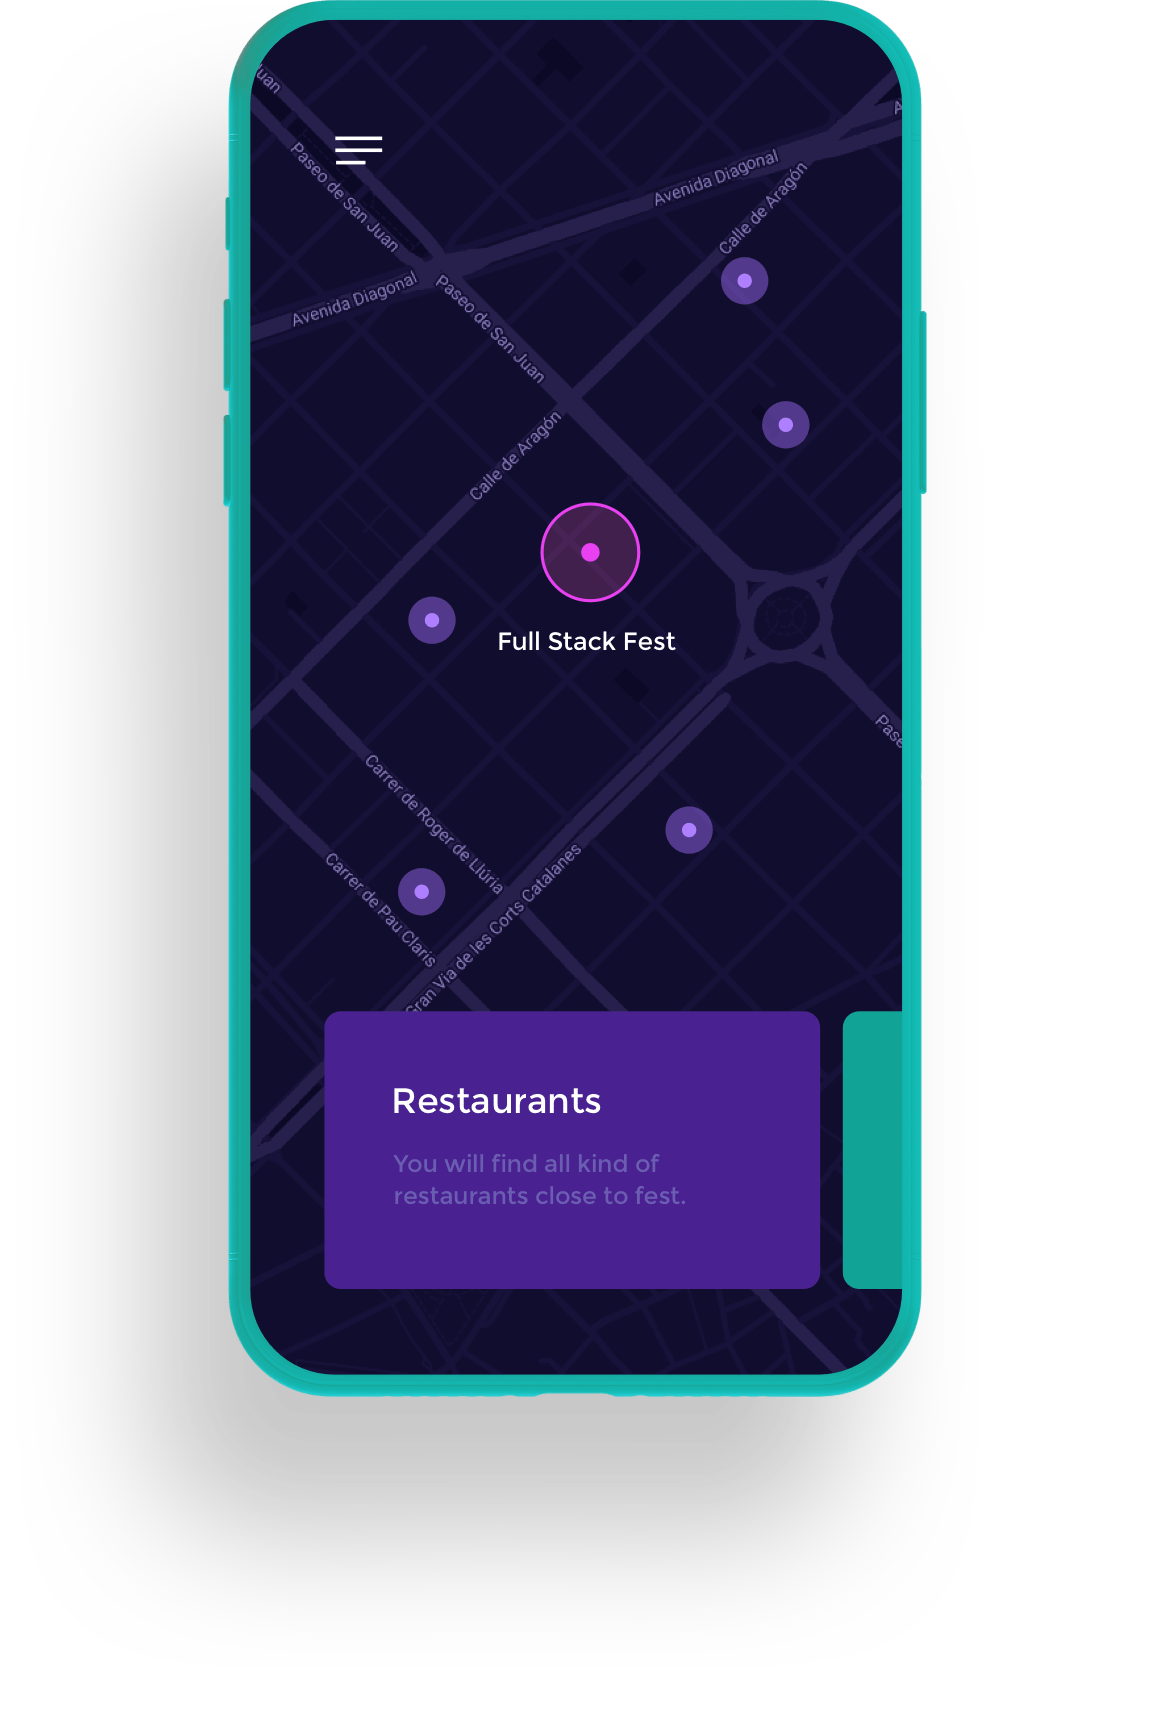 Juan
Paseo de San Juan
Avenida Diagonal
Calle de Aragón
Avenida Diagonal
Paseo de San Juan
Calle de Aragón
Full Stack Fest
Carrer de Roger de Llúria
Carrer de Pau Claris
Gran Via de les Corts Catalanes
Restaurants
You will find all kind of
restaurants close to fest.